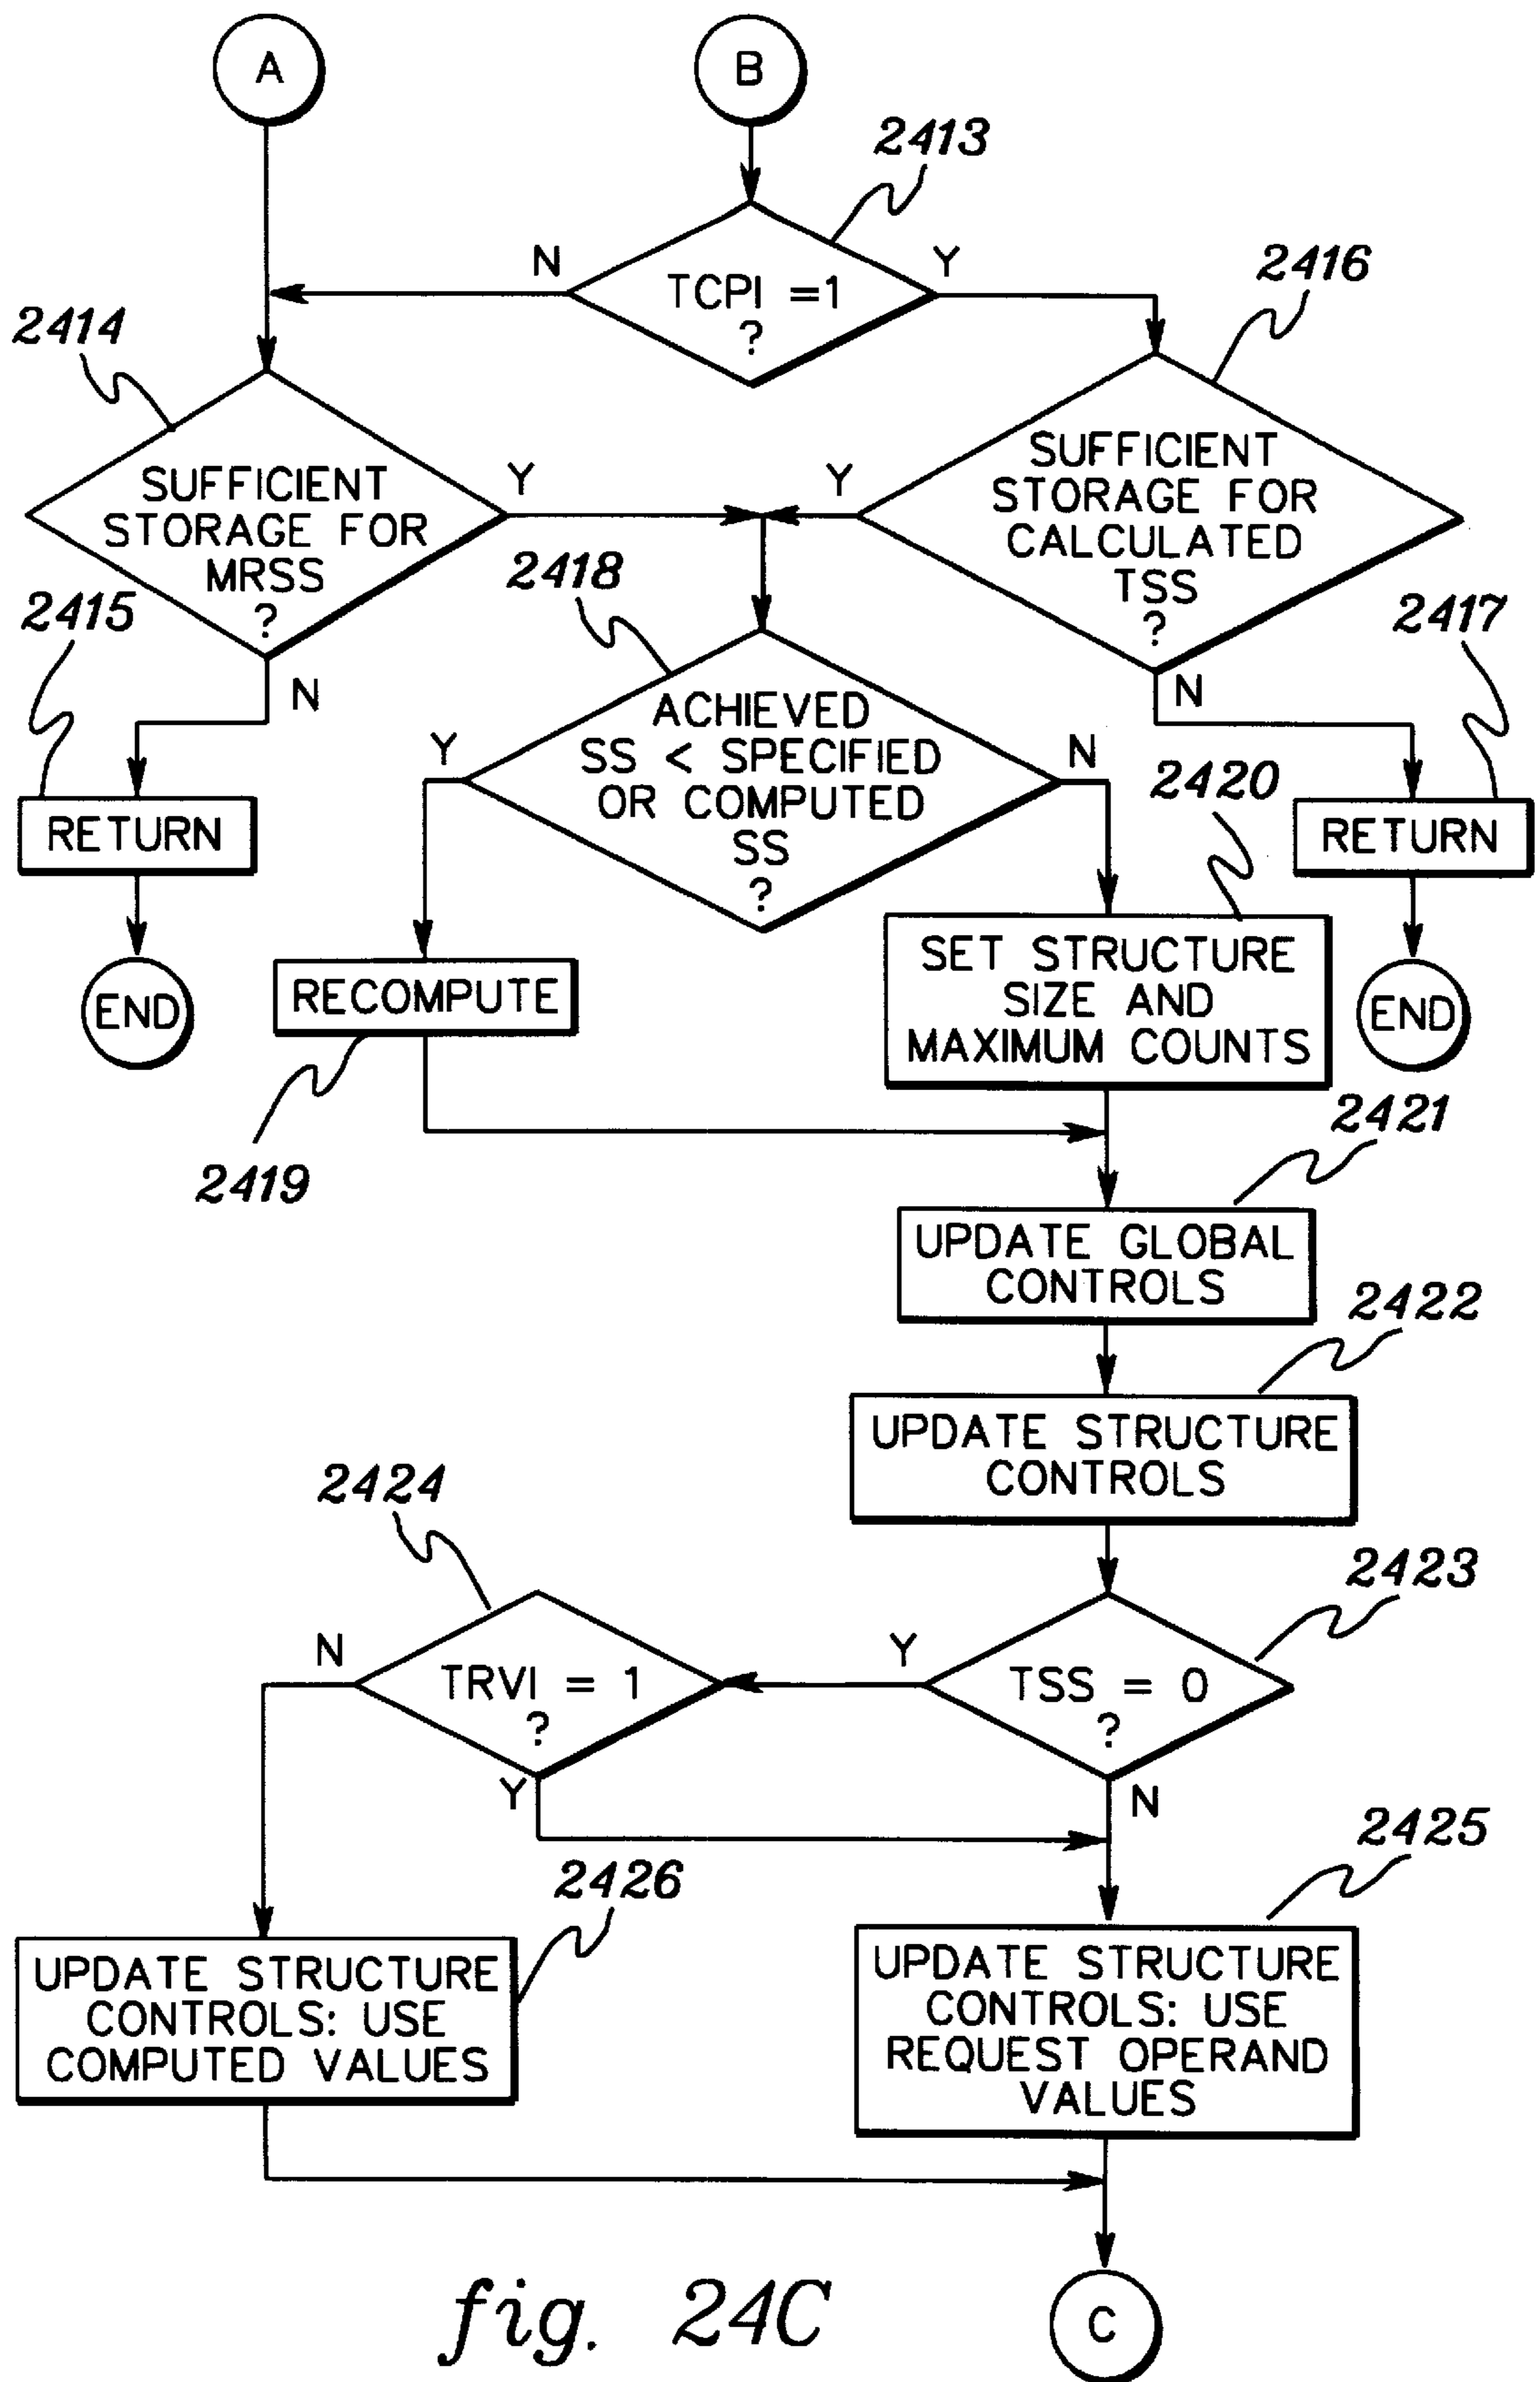 A
B
2413
N
TCPI =1
?
Y
2416
2414
SUFFICIENT
STORAGE FOR
MRSS
?
Y
Y
SUFFICIENT
STORAGE FOR
CALCULATED
TSS
?
2418
2415
N
2417
N
ACHIEVED
SS < SPECIFIED
OR COMPUTED
SS
?
Y
N
2420
RETURN
RETURN
END
RECOMPUTE
SET STRUCTURE
SIZE AND
MAXIMUM COUNTS
END
2419
2421
UPDATE GLOBAL
CONTROLS
2422
UPDATE STRUCTURE
CONTROLS
2424
2423
N
TRVI = 1
?
Y
Y
TSS = 0
?
N
2425
2426
UPDATE STRUCTURE
CONTROLS: USE
COMPUTED VALUES
UPDATE STRUCTURE
CONTROLS: USE
REQUEST OPERAND
VALUES
fig. 24C
C